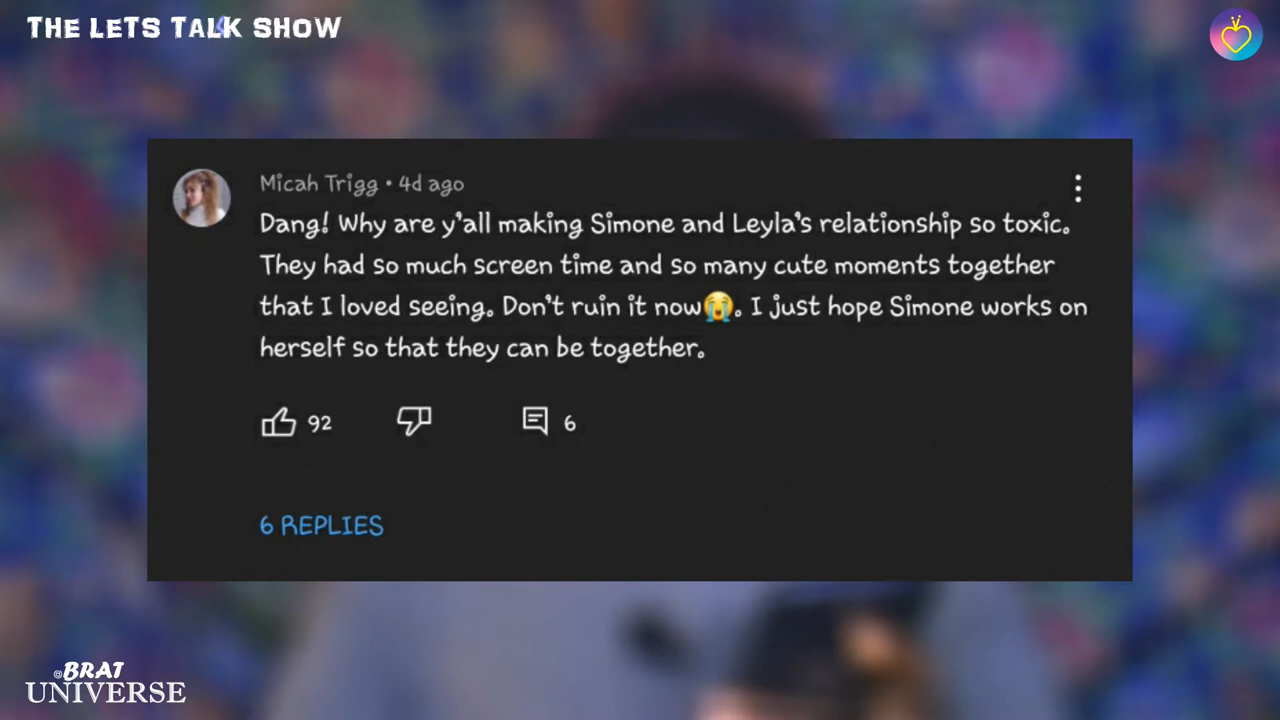 THE LETS TALK SHOW
Micah Trigg • 4d ago
Dang! Why are y'all making Simone and Leyla's relationship so toxic.
They had so much screen time and so many cute moments together
that I loved seeing. Don't ruin it now😭. I just hope Simone works on
herself so that they can be together.
92
6
6 REPLIES
@BRAT
UNIVERSE